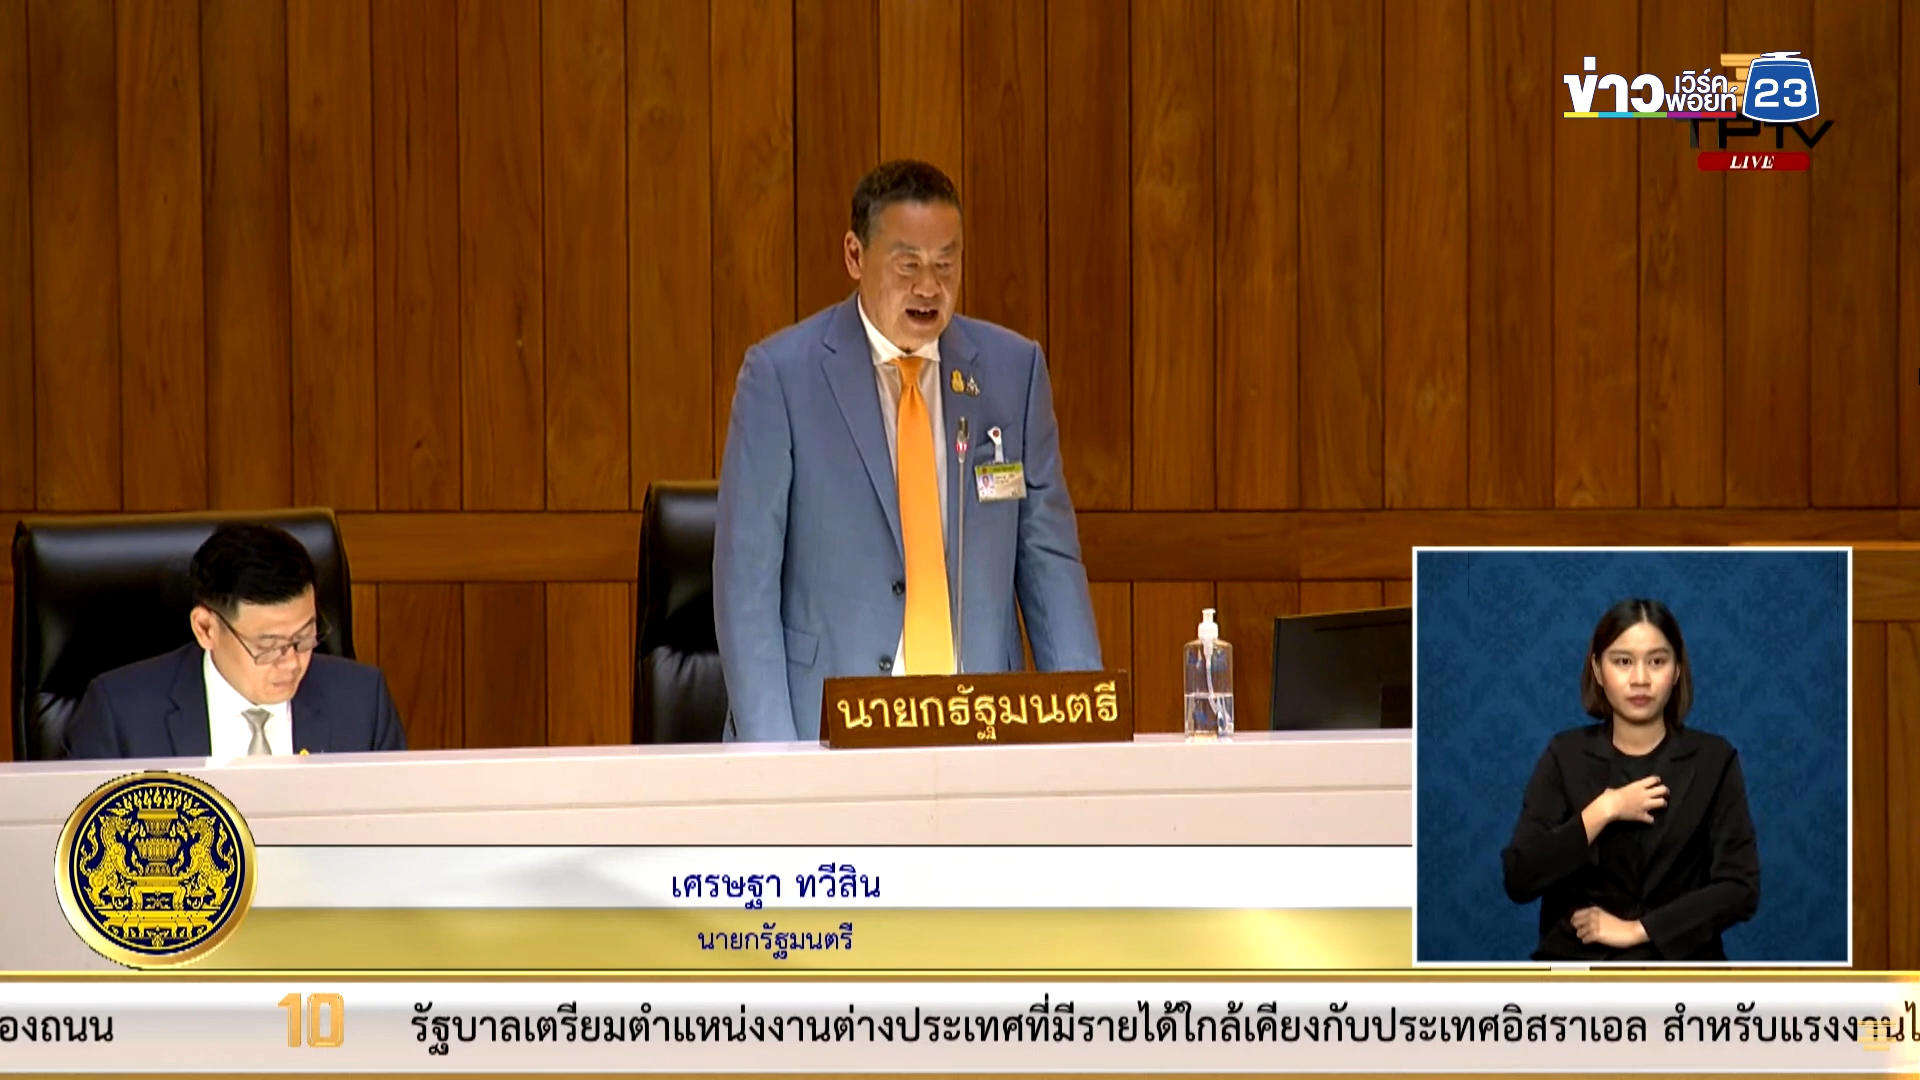 ข่าว
เวิร์ค
พอยท์
23
TPTV
LIVE
นายกรัฐมนตรี
เศรษฐา ทวีสิน
นายกรัฐมนตรี
องถนน 10 รัฐบาลเตรียมตำแหน่งงานต่างประเทศที่มีรายได้ใกล้เคียงกับประเทศอิสราเอล สำหรับแรงงาน